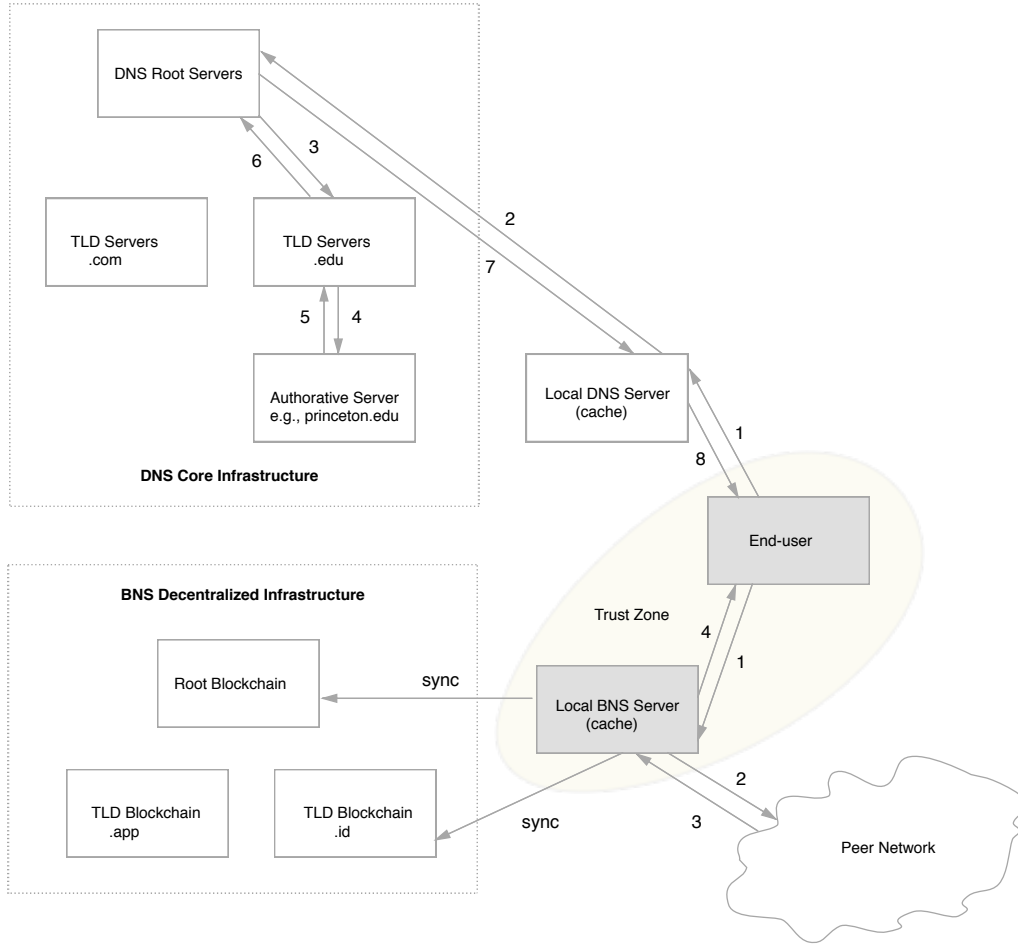 DNS Root Servers
6
3
2
TLD Servers
.com
TLD Servers
.edu
7
5
4
Authorative Server
e.g., princeton.edu
Local DNS Server
(cache)
1
8
DNS Core Infrastructure
End-user
BNS Decentralized Infrastructure
Trust Zone
4
1
Root Blockchain
sync
Local BNS Server
(cache)
2
TLD Blockchain
.app
TLD Blockchain
.id
sync
3
Peer Network